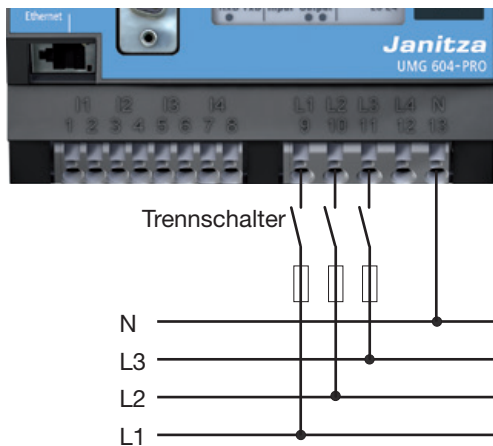 Ethernet
Janitza
UMG 604-PRO
I1 I2 I3 I4 L1 L2 L3 L4 N
1 2 3 4 5 6 7 8 9 10 11 12 13
Trennschalter
N
L3
L2
L1